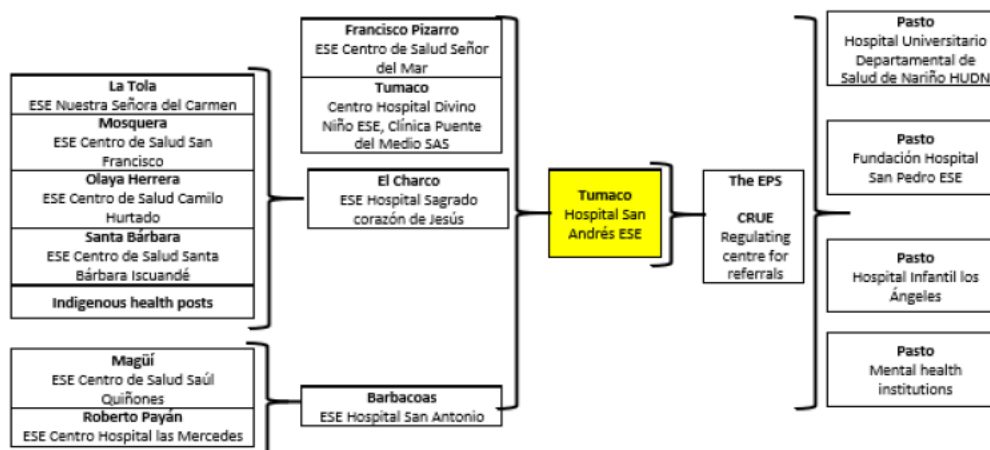 La Tola
ESE Nuestra Señora del Carmen
Mosquera
ESE Centro de Salud San
Francisco
Olaya Herrera
ESE Centro de Salud Camilo
Hurtado
Santa Bárbara
ESE Centro de Salud Santa
Bárbara Iscuandé
Indigenous health posts
Magüí
ESE Centro de Salud Saúl
Quiñones
Roberto Payán
ESE Centro Hospital las Mercedes
Francisco Pizarro
ESE Centro de Salud Señor
del Mar
Tumaco
Centro Hospital Divino
Niño ESE, Clínica Puente
del Medio SAS
El Charco
ESE Hospital Sagrado
corazón de Jesús
Barbacoas
ESE Hospital San Antonio
Tumaco
Hospital San
Andrés ESE
The EPS
CRUE
Regulating
centre for
referrals
Pasto
Hospital Universitario
Departamental de
Salud de Nariño HUDN
Pasto
Fundación Hospital
San Pedro ESE
Pasto
Hospital Infantil los
Ángeles
Pasto
Mental health
institutions